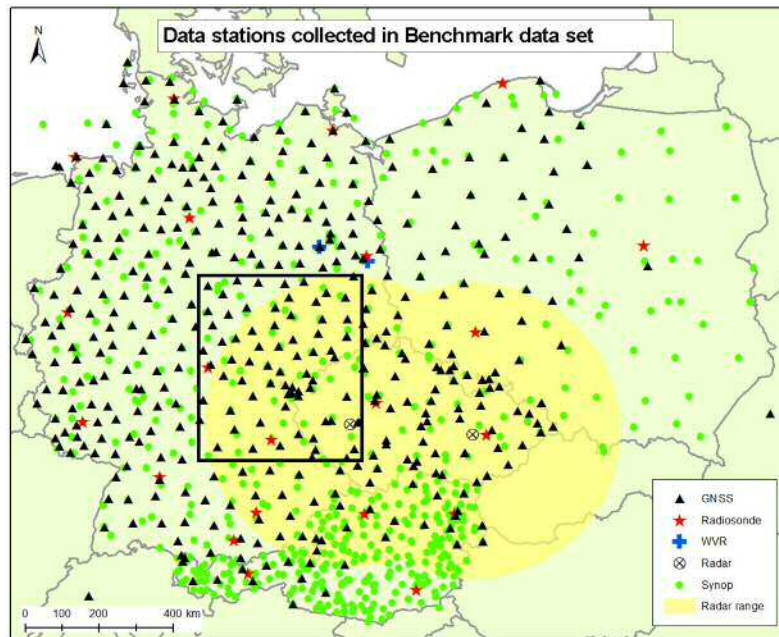 Data stations collected in Benchmark data set
N
GNSS
Radiosonde
WVR
Radar
Synop
Radar range
0 100 200 400 km